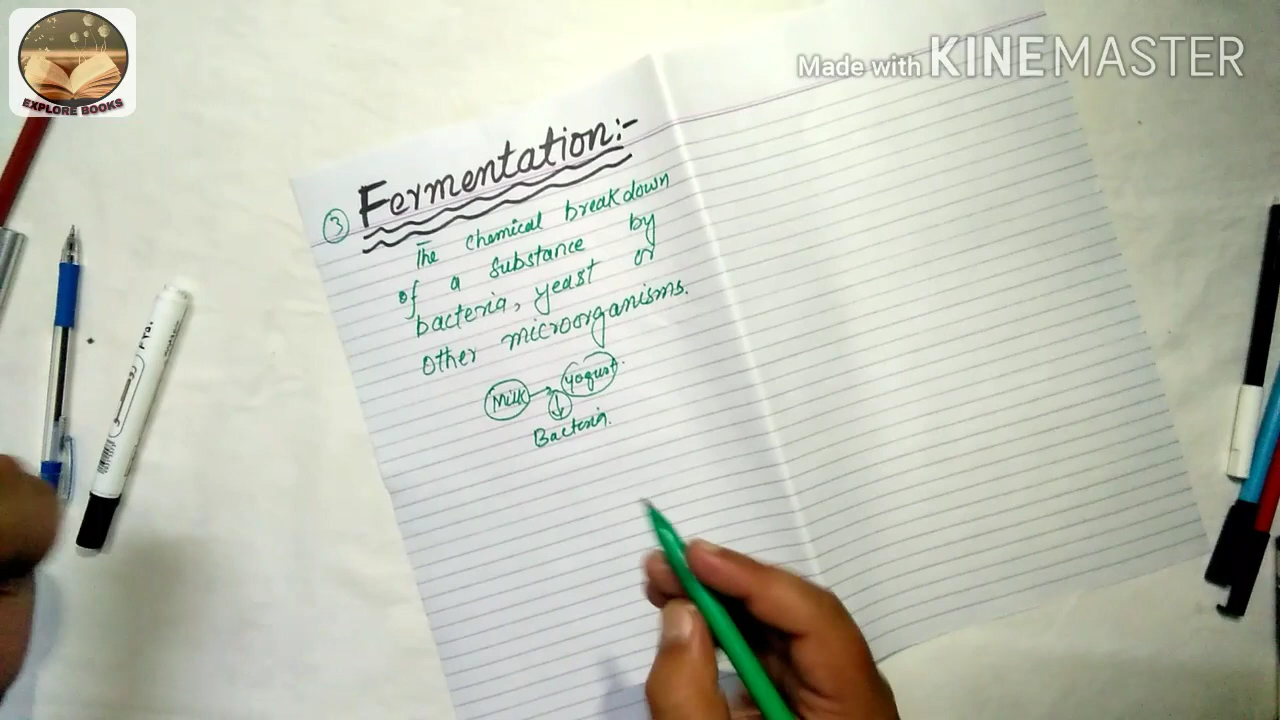 EXPLORE BOOKS
Made with KINEMASTER
Fermentation:-
3
The chemical breakdown
of a substance by
bacteria, yeast or
other microorganisms.
Milk → yogurt.
↓
Bacteria.